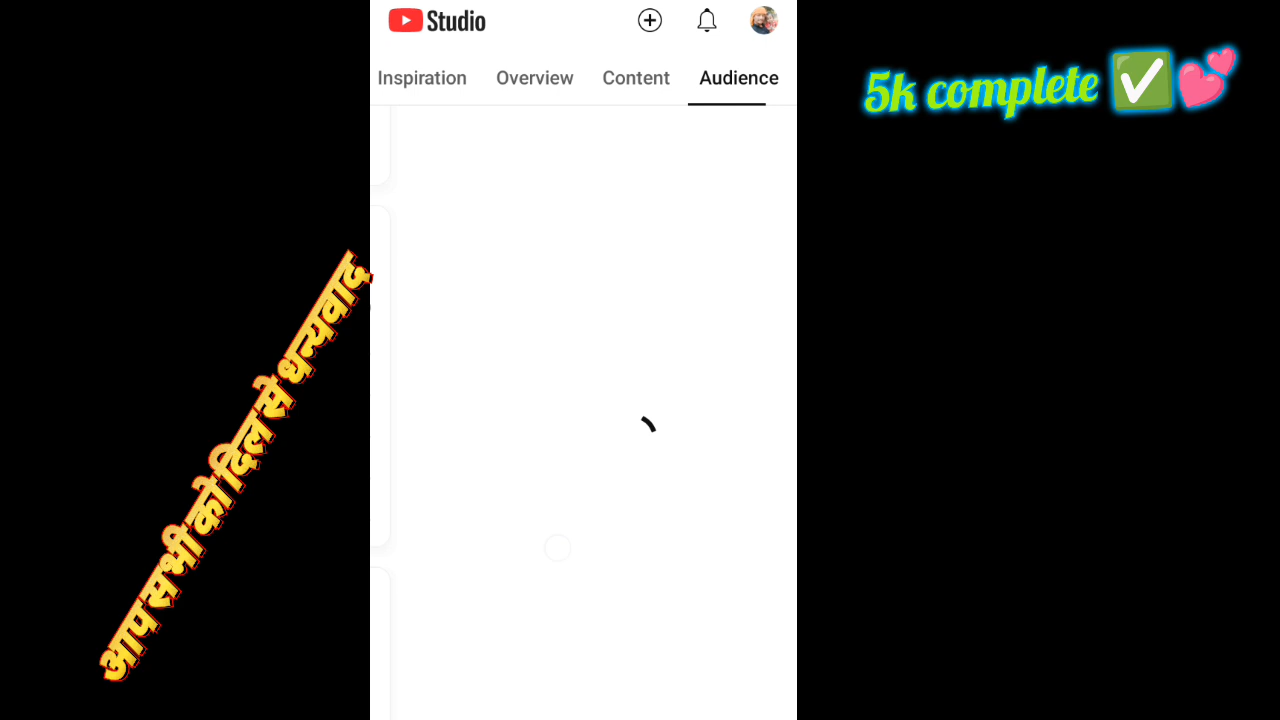 Studio
Inspiration Overview Content Audience
5k complete ✅💕
आप सभी को दिल से धन्यवाद